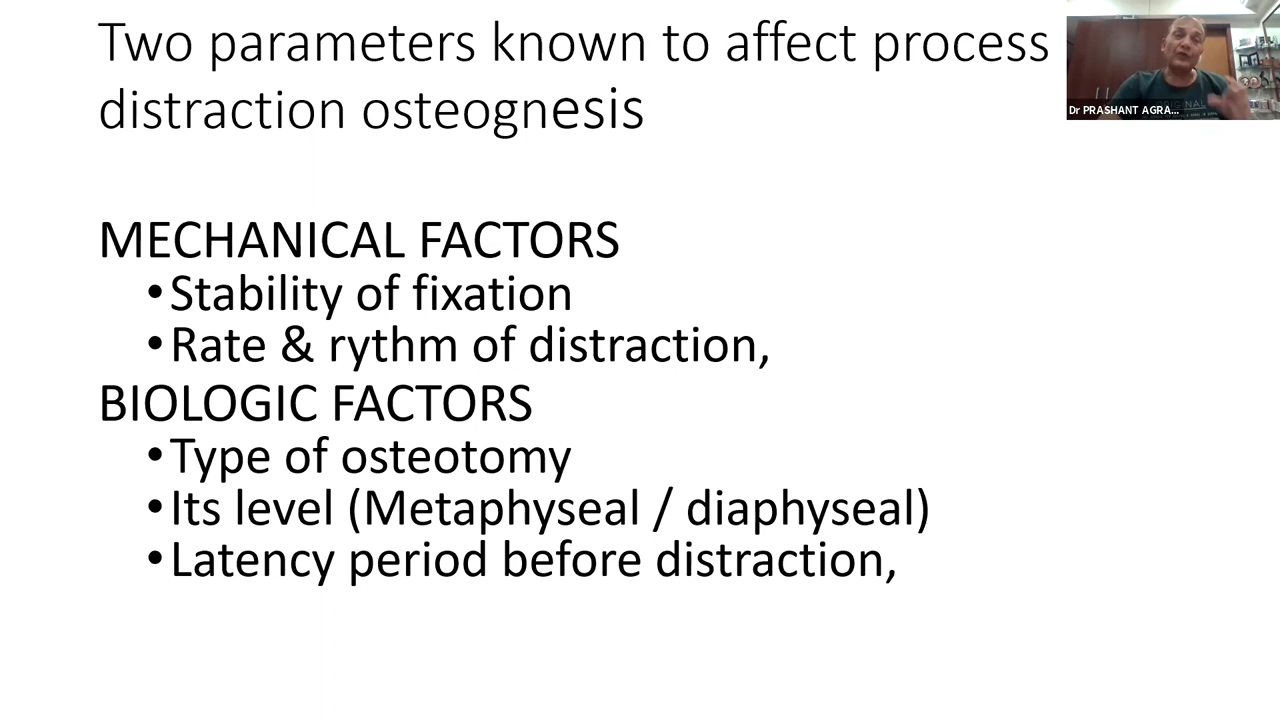 Two parameters known to affect process
distraction osteognesis
Dr PRASHANT AGRA...
MECHANICAL FACTORS
•Stability of fixation
•Rate & rythm of distraction,
BIOLOGIC FACTORS
•Type of osteotomy
•Its level (Metaphyseal / diaphyseal)
•Latency period before distraction,